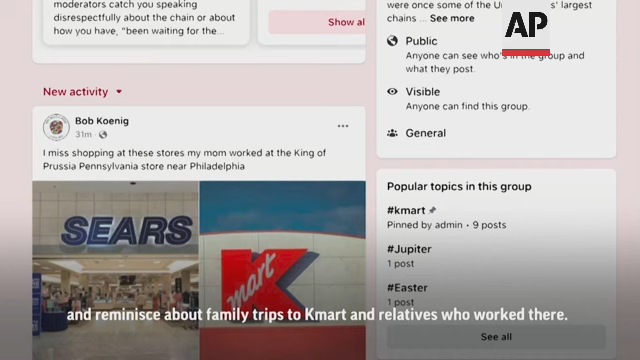 moderators catch you speaking
disrespectfully about the chain or about
how you have, "been waiting for the...
Show al
New activity
Bob Koenig
31m
I miss shopping at these stores my mom worked at the King of
Prussia Pennsylvania store near Philadelphia
SEARS
Kmart
were once some of the largest
chains ... See more
AP
Public
Anyone can see who's in the group and
what they post.
Visible
Anyone can find this group.
General
Popular topics in this group
#kmart
Pinned by admin • 9 posts
#Jupiter
1 post
#Easter
1 post
See all
and reminisce about family trips to Kmart and relatives who worked there.